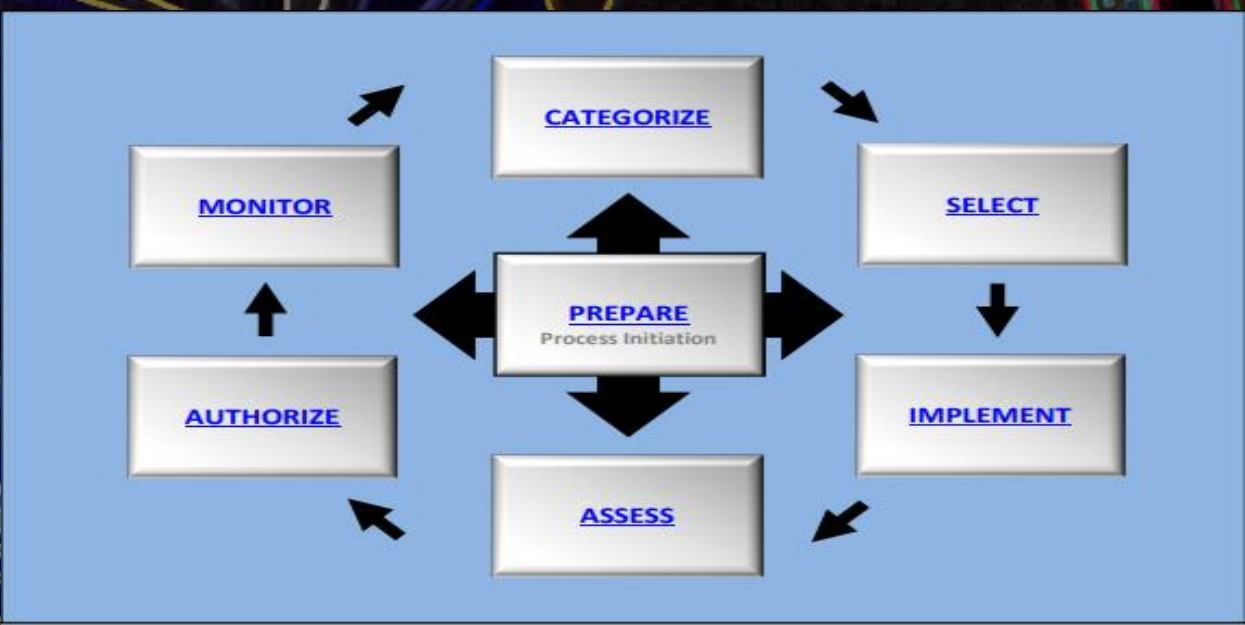 CATEGORIZE
SELECT
IMPLEMENT
ASSESS
AUTHORIZE
MONITOR
PREPARE
Process Initiation